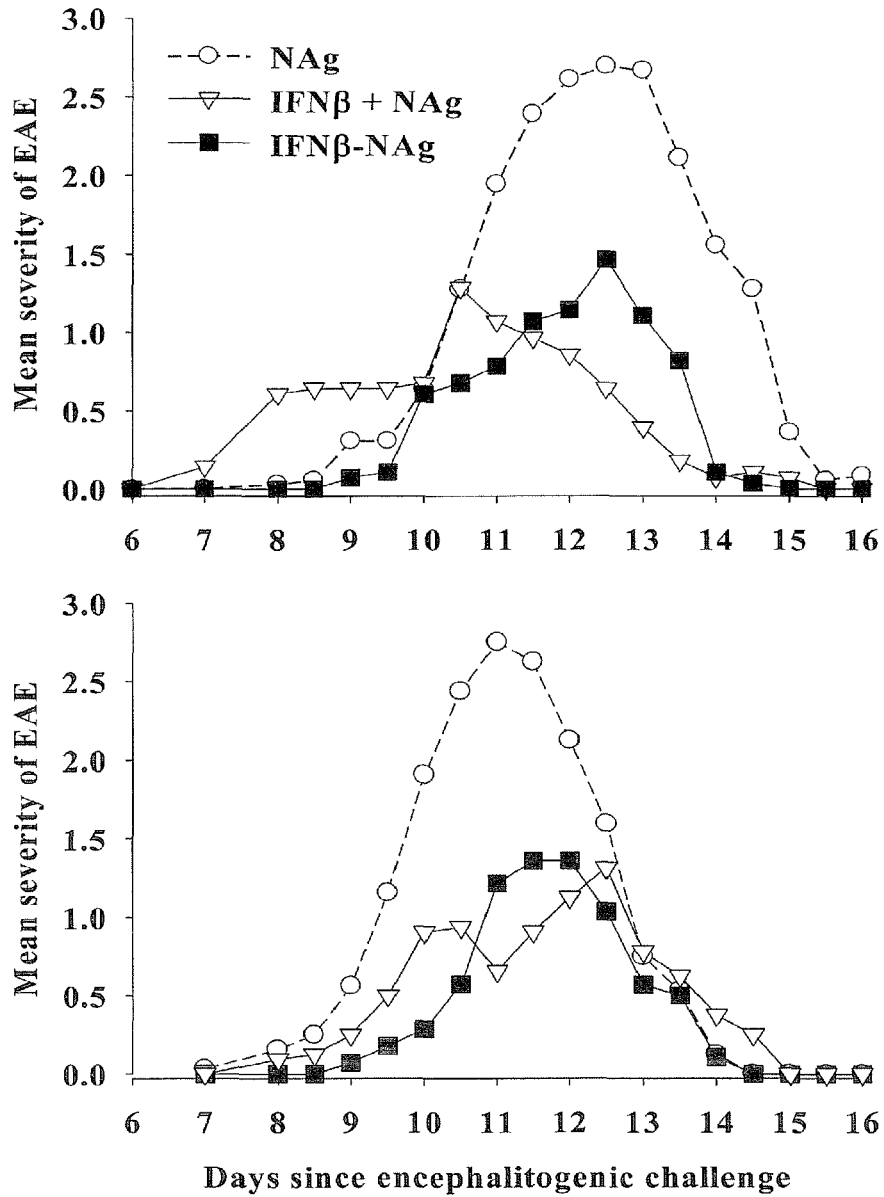 3.0
2.5
2.0
1.5
1.0
0.5
0.0
Mean severity of EAE
NAg
IFNβ + NAg
IFNβ-NAg
6 7 8 9 10 11 12 13 14 15 16
3.0
2.5
2.0
1.5
1.0
0.5
0.0
Mean severity of EAE
6 7 8 9 10 11 12 13 14 15 16
Days since encephalitogenic challenge